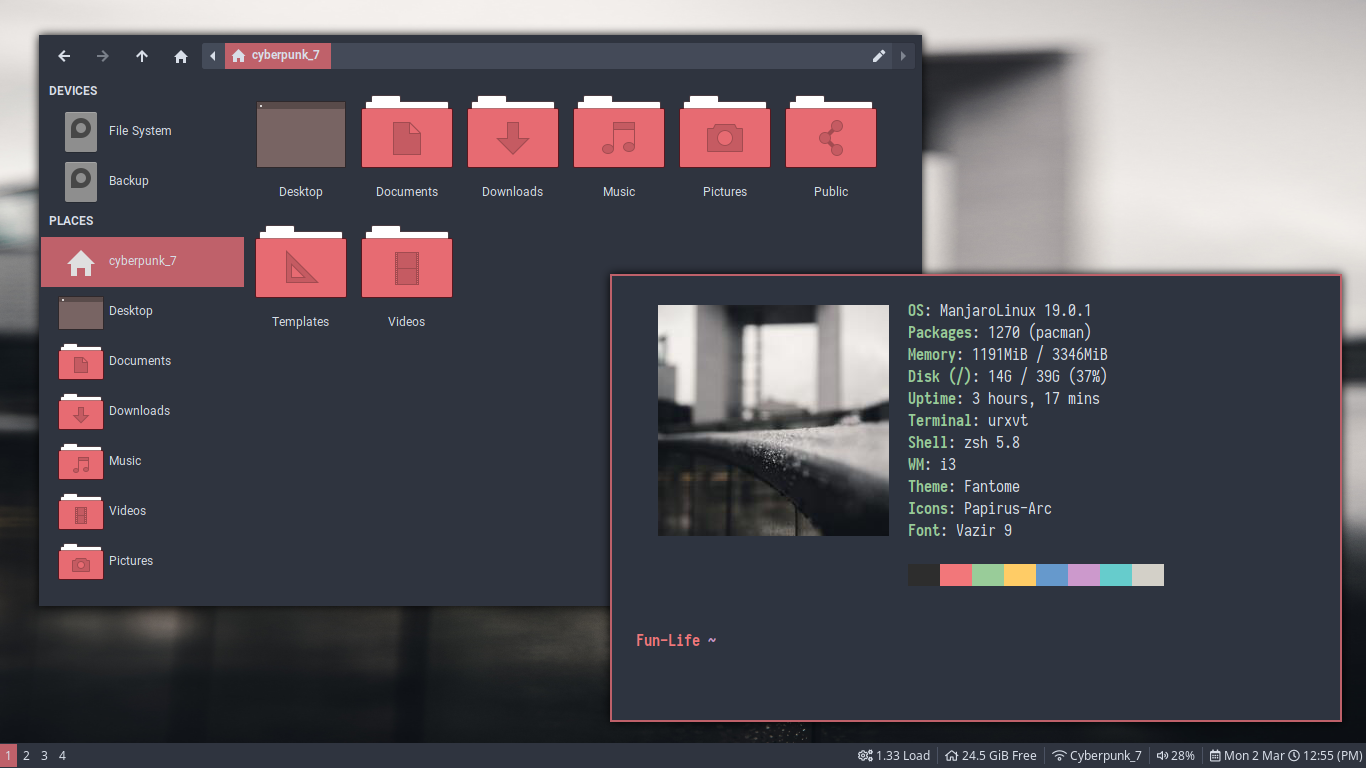 cyberpunk_7
DEVICES
File System
Backup
PLACES
cyberpunk_7
Desktop
Documents
Downloads
Music
Videos
Pictures
Desktop Documents Downloads Music Pictures Public
Templates Videos
OS: ManjaroLinux 19.0.1
Packages: 1270 (pacman)
Memory: 1191MiB / 3346MiB
Disk (/): 14G / 39G (37%)
Uptime: 3 hours, 17 mins
Terminal: urxvt
Shell: zsh 5.8
WM: i3
Theme: Fantome
Icons: Papirus-Arc
Font: Vazir 9
Fun-Life ~
1 2 3 4 1.33 Load 24.5 GiB Free Cyberpunk_7 28% Mon 2 Mar 12:55 (PM)